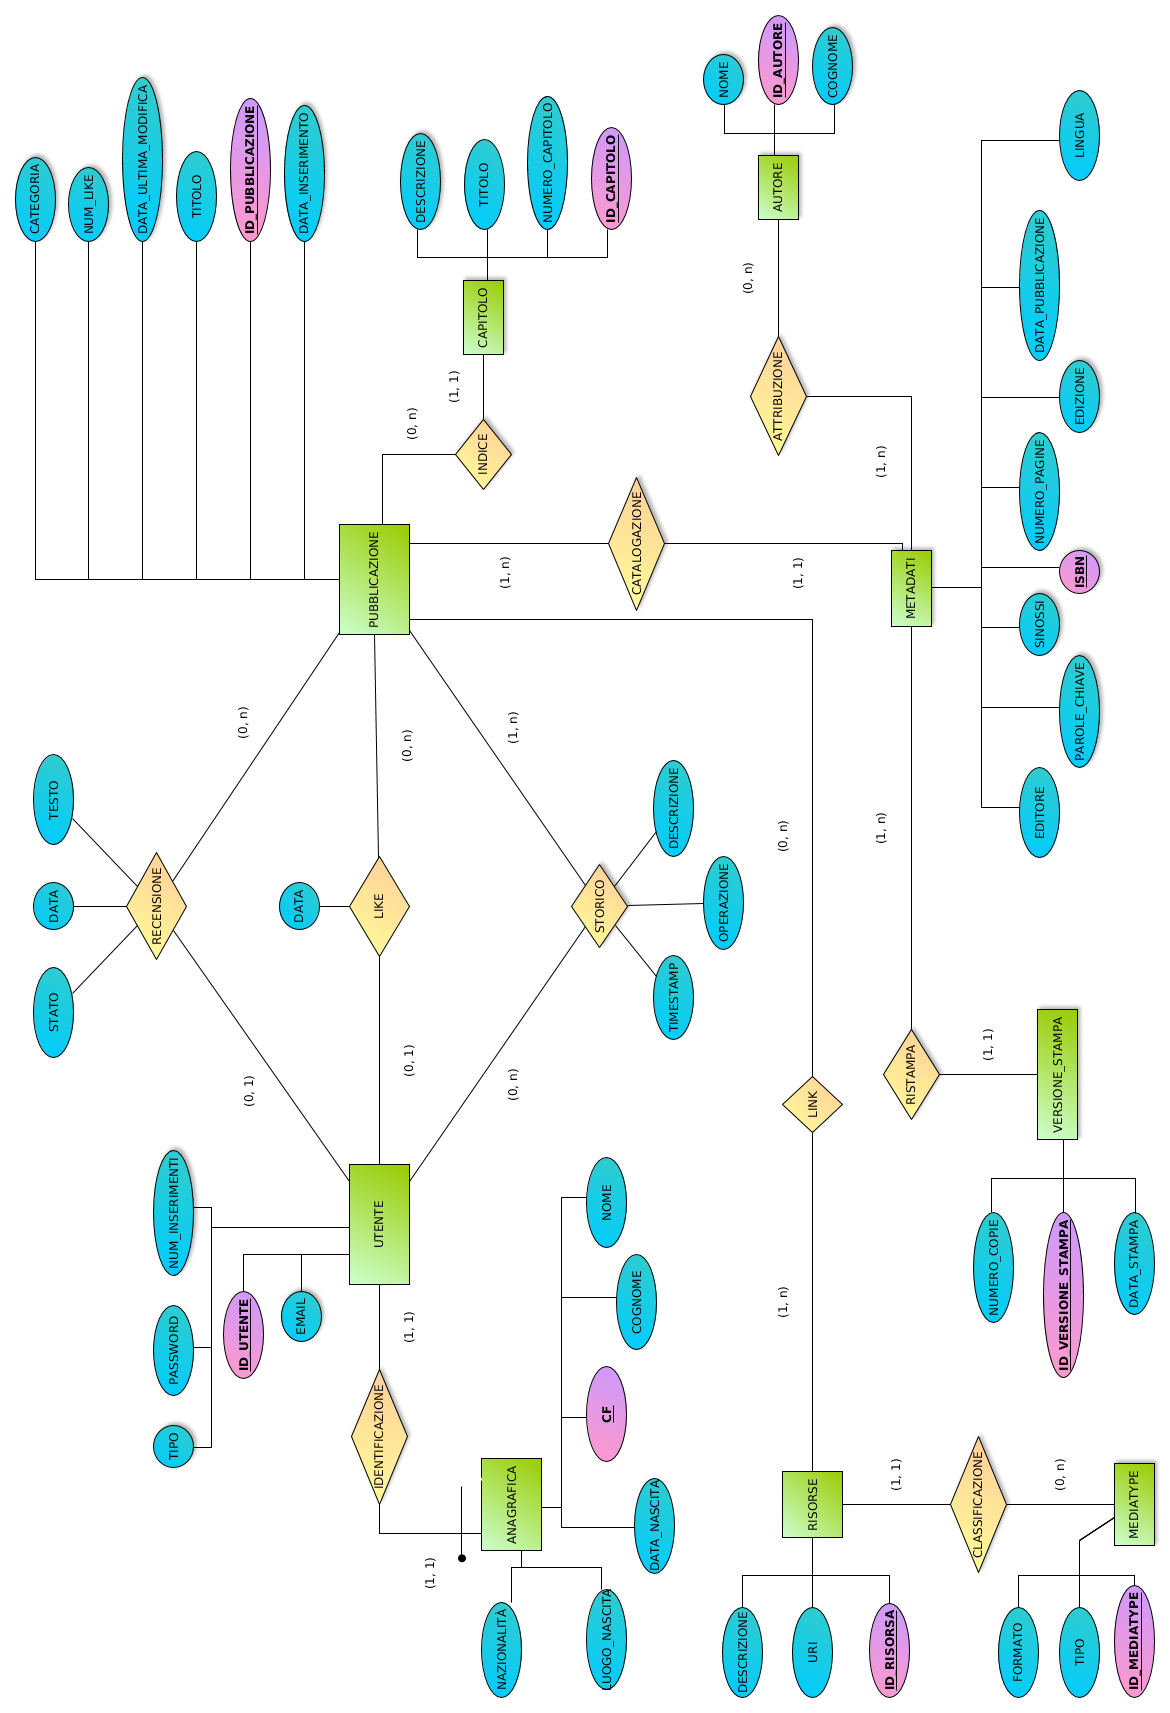 STATO
DATA
TESTO
CATEGORIA
NUM_LIKE
DATA_ULTIMA_MODIFICA
TIPO
PASSWORD
NUM_INSERIMENTI
RECENSIONE
TITOLO
ID_UTENTE
(0, 1)
(0, n)
ID_PUBBLICAZIONE
EMAIL
DATA
DATA_INSERIMENTO
IDENTIFICAZIONE
UTENTE
LIKE
PUBBLICAZIONE
(1, 1)
(0, 1)
(0, n)
(0, n)
DESCRIZIONE
(1, 1)
(1, 1)
INDICE
CAPITOLO
TITOLO
NAZIONALITÀ
ANAGRAFICA
(0, n)
(1, n)
(1, n)
NUMERO_CAPITOLO
LUOGO_NASCITA
CF
NOME
STORICO
ID_CAPITOLO
COGNOME
CATALOGAZIONE
DATA_NASCITA
TIMESTAMP
DESCRIZIONE
OPERAZIONE
NOME
DESCRIZIONE
(0, n)
(1, n)
(0, n)
(1, 1)
ATTRIBUZIONE
AUTORE
ID_AUTORE
URI
RISORSE
LINK
COGNOME
ID_RISORSA
(1, 1)
(1, n)
(1, n)
RISTAMPA
METADATI
CLASSIFICAZIONE
NUMERO_COPIE
(1, 1)
FORMATO
EDITORE
SINOSSI
NUMERO_PAGINE
DATA_PUBBLICAZIONE
(0, n)
ID_VERSIONE_STAMPA
VERSIONE_STAMPA
TIPO
PAROLE_CHIAVE
ISBN
EDIZIONE
LINGUA
ID_MEDIATYPE
MEDIATYPE
DATA_STAMPA